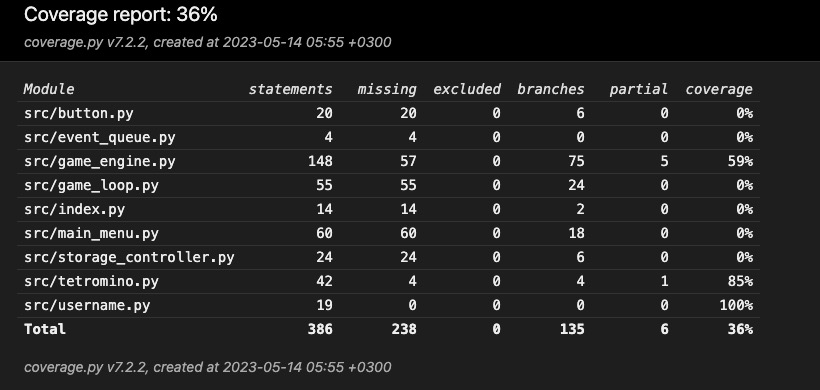 Coverage report: 36%
coverage.py v7.2.2, created at 2023-05-14 05:55 +0300
Module statements missing excluded branches partial coverage
src/button.py 20 20 0 6 0 0%
src/event_queue.py 4 4 0 0 0 0%
src/game_engine.py 148 57 0 75 5 59%
src/game_loop.py 55 55 0 24 0 0%
src/index.py 14 14 0 2 0 0%
src/main_menu.py 60 60 0 18 0 0%
src/storage_controller.py 24 24 0 6 0 0%
src/tetromino.py 42 4 0 4 1 85%
src/username.py 19 0 0 0 0 100%
Total 386 238 0 135 6 36%
coverage.py v7.2.2, created at 2023-05-14 05:55 +0300